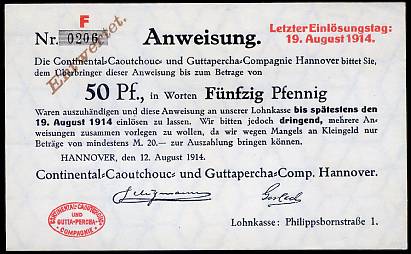 F
Nr. 0206
Entwertet.
Anweisung.
Letzter Einlösungstag:
19. August 1914.
Die Continental-Caoutchouc- und Guttapercha-Compagnie Hannover bittet Sie,
dem Überbringer dieser Anweisung bis zum Betrage von
50 Pf., in Worten Fünfzig Pfennig
Waren auszuhändigen und diese Anweisung an unserer Lohnkasse bis spätestens den
19. August 1914 einlösen zu lassen. Wir bitten jedoch dringend, mehrere An-
weisungen zusammen vorlegen zu wollen, da wir wegen Mangels an Kleingeld nur
Beträge von mindestens M. 20.— zur Auszahlung bringen können.
HANNOVER, den 12. August 1914.
Continental-Caoutchouc- und Guttapercha-Comp. Hannover.
CONTINENTAL-CAOUTCHOUC-
UND
GUTTA-PERCHA-
COMPAGNIE
Lohnkasse: Philippsbornstraße 1.